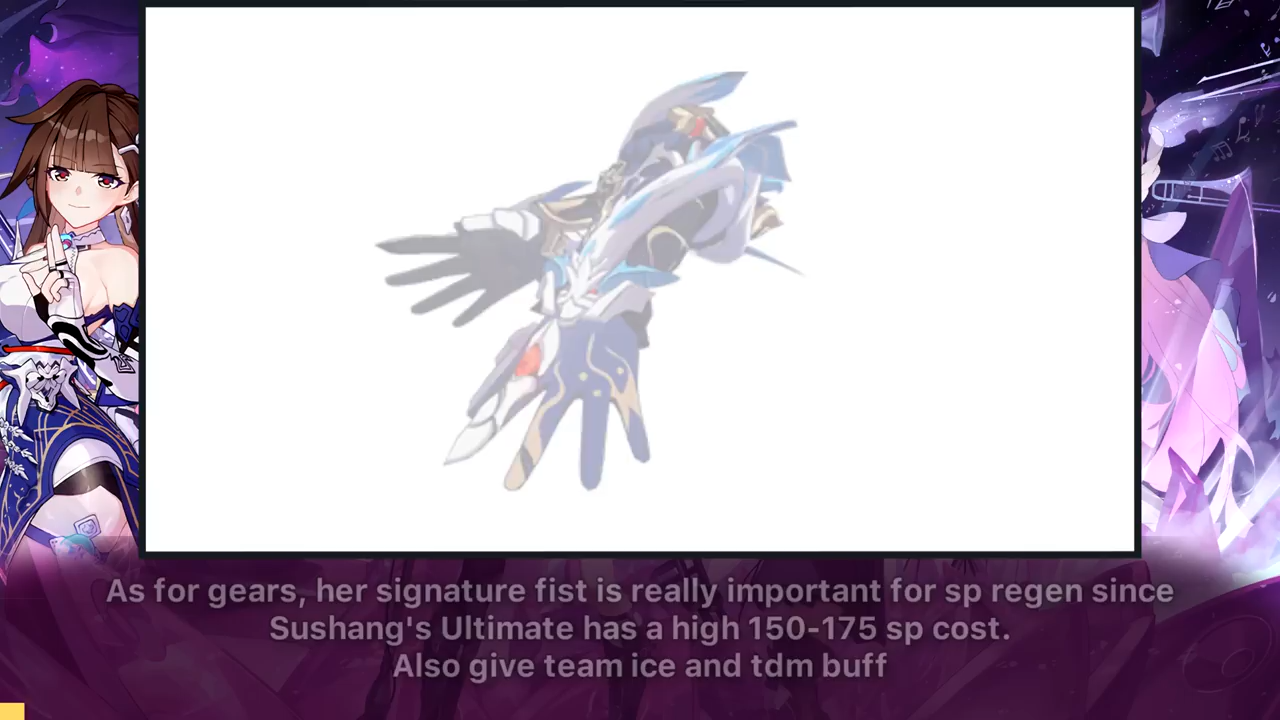 As for gears, her signature fist is really important for sp regen since
Sushang's Ultimate has a high 150-175 sp cost.
Also give team ice and tdm buff